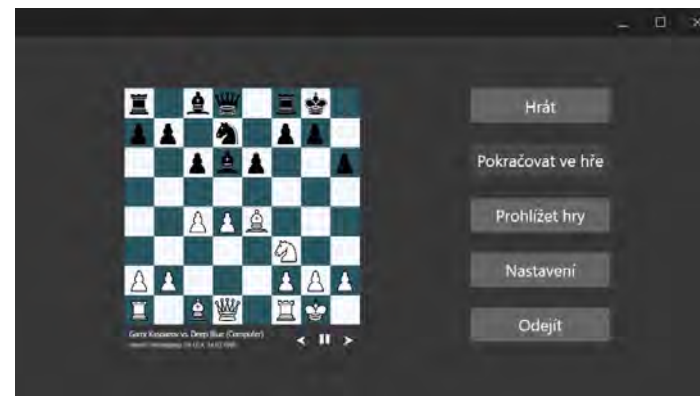 Hrát
Pokračovat ve hře
Prohlížet hry
Nastavení
Odejít
Garry Kasparov vs. Deep Blue (Computer)